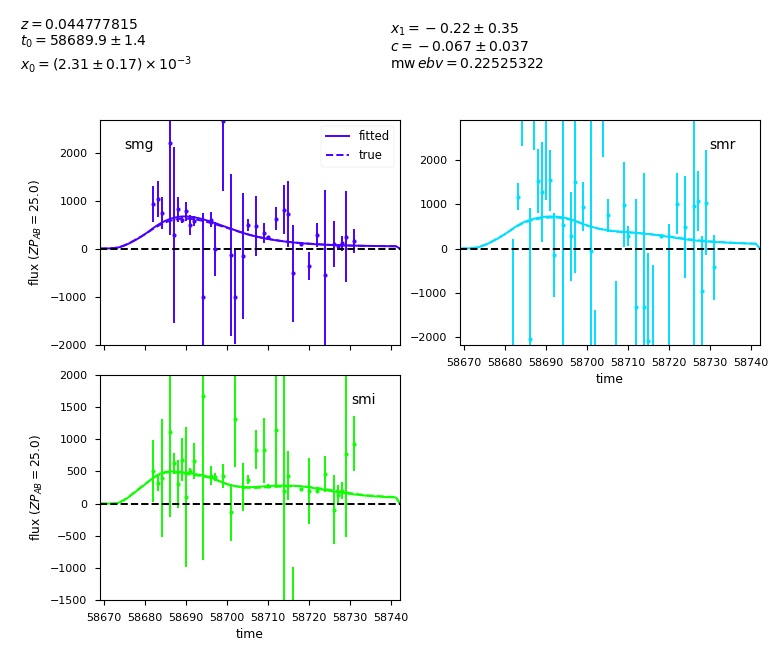 z = 0.044777815
t₀ = 58689.9 ± 1.4
x₀ = (2.31 ± 0.17) × 10⁻³
x₁ = −0.22 ± 0.35
c = −0.067 ± 0.037
mw ebv = 0.22525322
smg
fitted
true
2000
1000
0
−1000
−2000
flux (ZP_AB = 25.0)
smr
2000
1000
0
−1000
−2000
58670 58680 58690 58700 58710 58720 58730 58740
time
smi
2000
1500
1000
500
0
−500
−1000
−1500
flux (ZP_AB = 25.0)
58670 58680 58690 58700 58710 58720 58730 58740
time